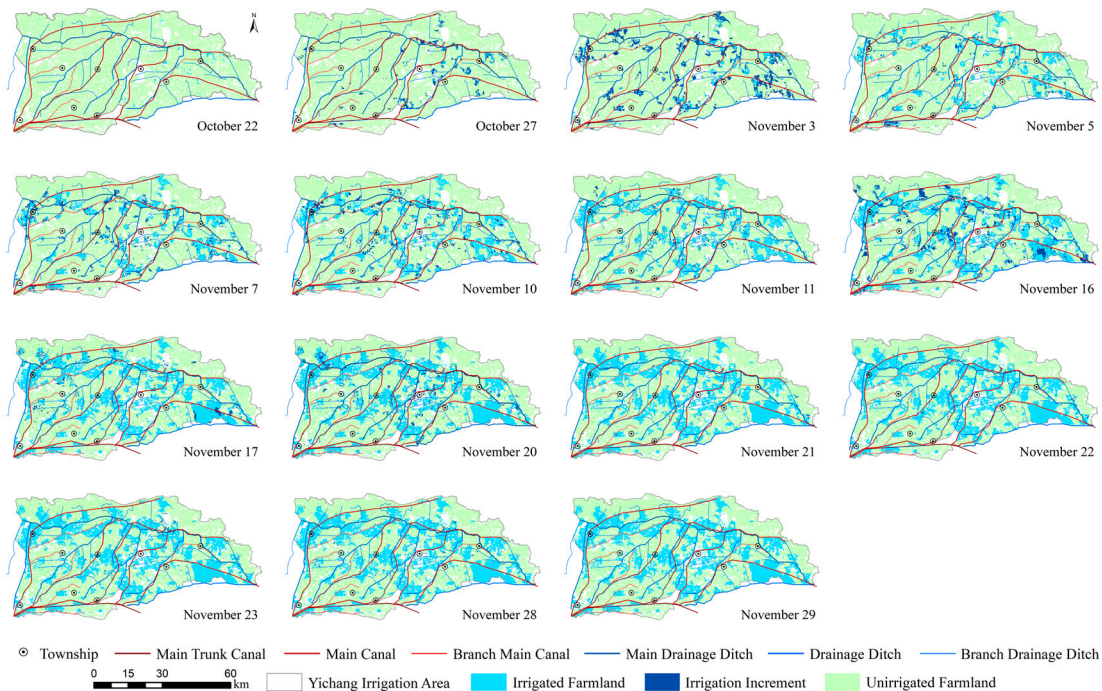 N
October 22
October 27
November 3
November 5
November 7
November 10
November 11
November 16
November 17
November 20
November 21
November 22
November 23
November 28
November 29
Township Main Trunk Canal Main Canal Branch Main Canal Main Drainage Ditch Drainage Ditch Branch Drainage Ditch
0 15 30 60
km
Yichang Irrigation Area Irrigated Farmland Irrigation Increment Unirrigated Farmland